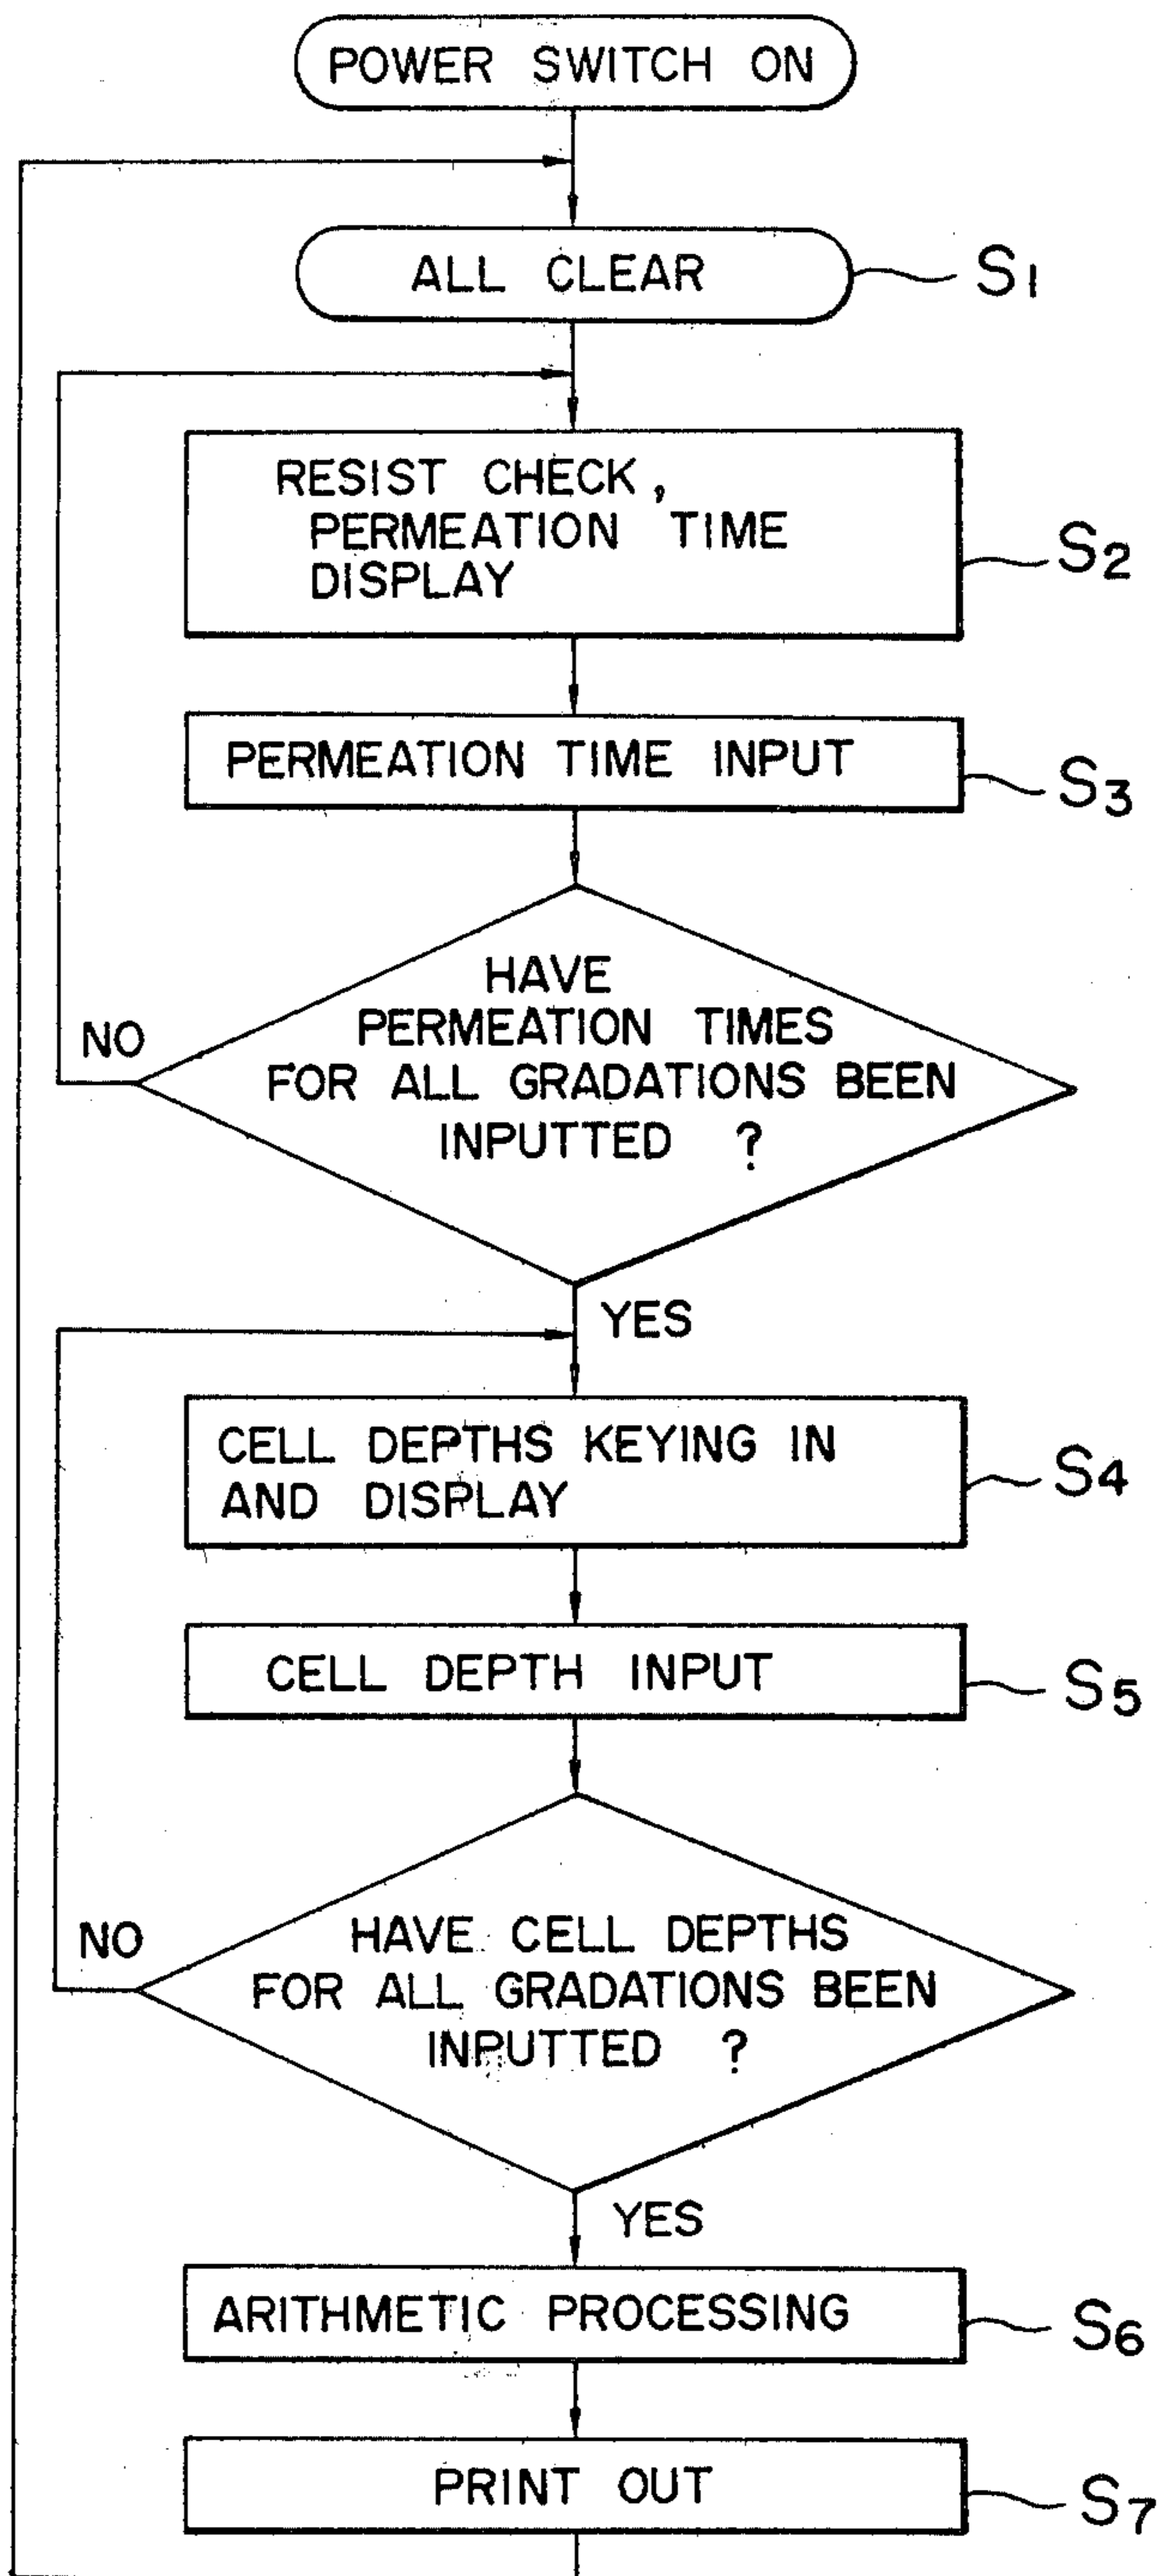 POWER SWITCH ON
ALL CLEAR
S1
RESIST CHECK,
PERMEATION TIME
DISPLAY
S2
PERMEATION TIME INPUT
S3
HAVE
PERMEATION TIMES
FOR ALL GRADATIONS BEEN
INPUTTED ?
NO
YES
CELL DEPTHS KEYING IN
AND DISPLAY
S4
CELL DEPTH INPUT
S5
HAVE CELL DEPTHS
FOR ALL GRADATIONS BEEN
INPUTTED ?
NO
YES
ARITHMETIC PROCESSING
S6
PRINT OUT
S7